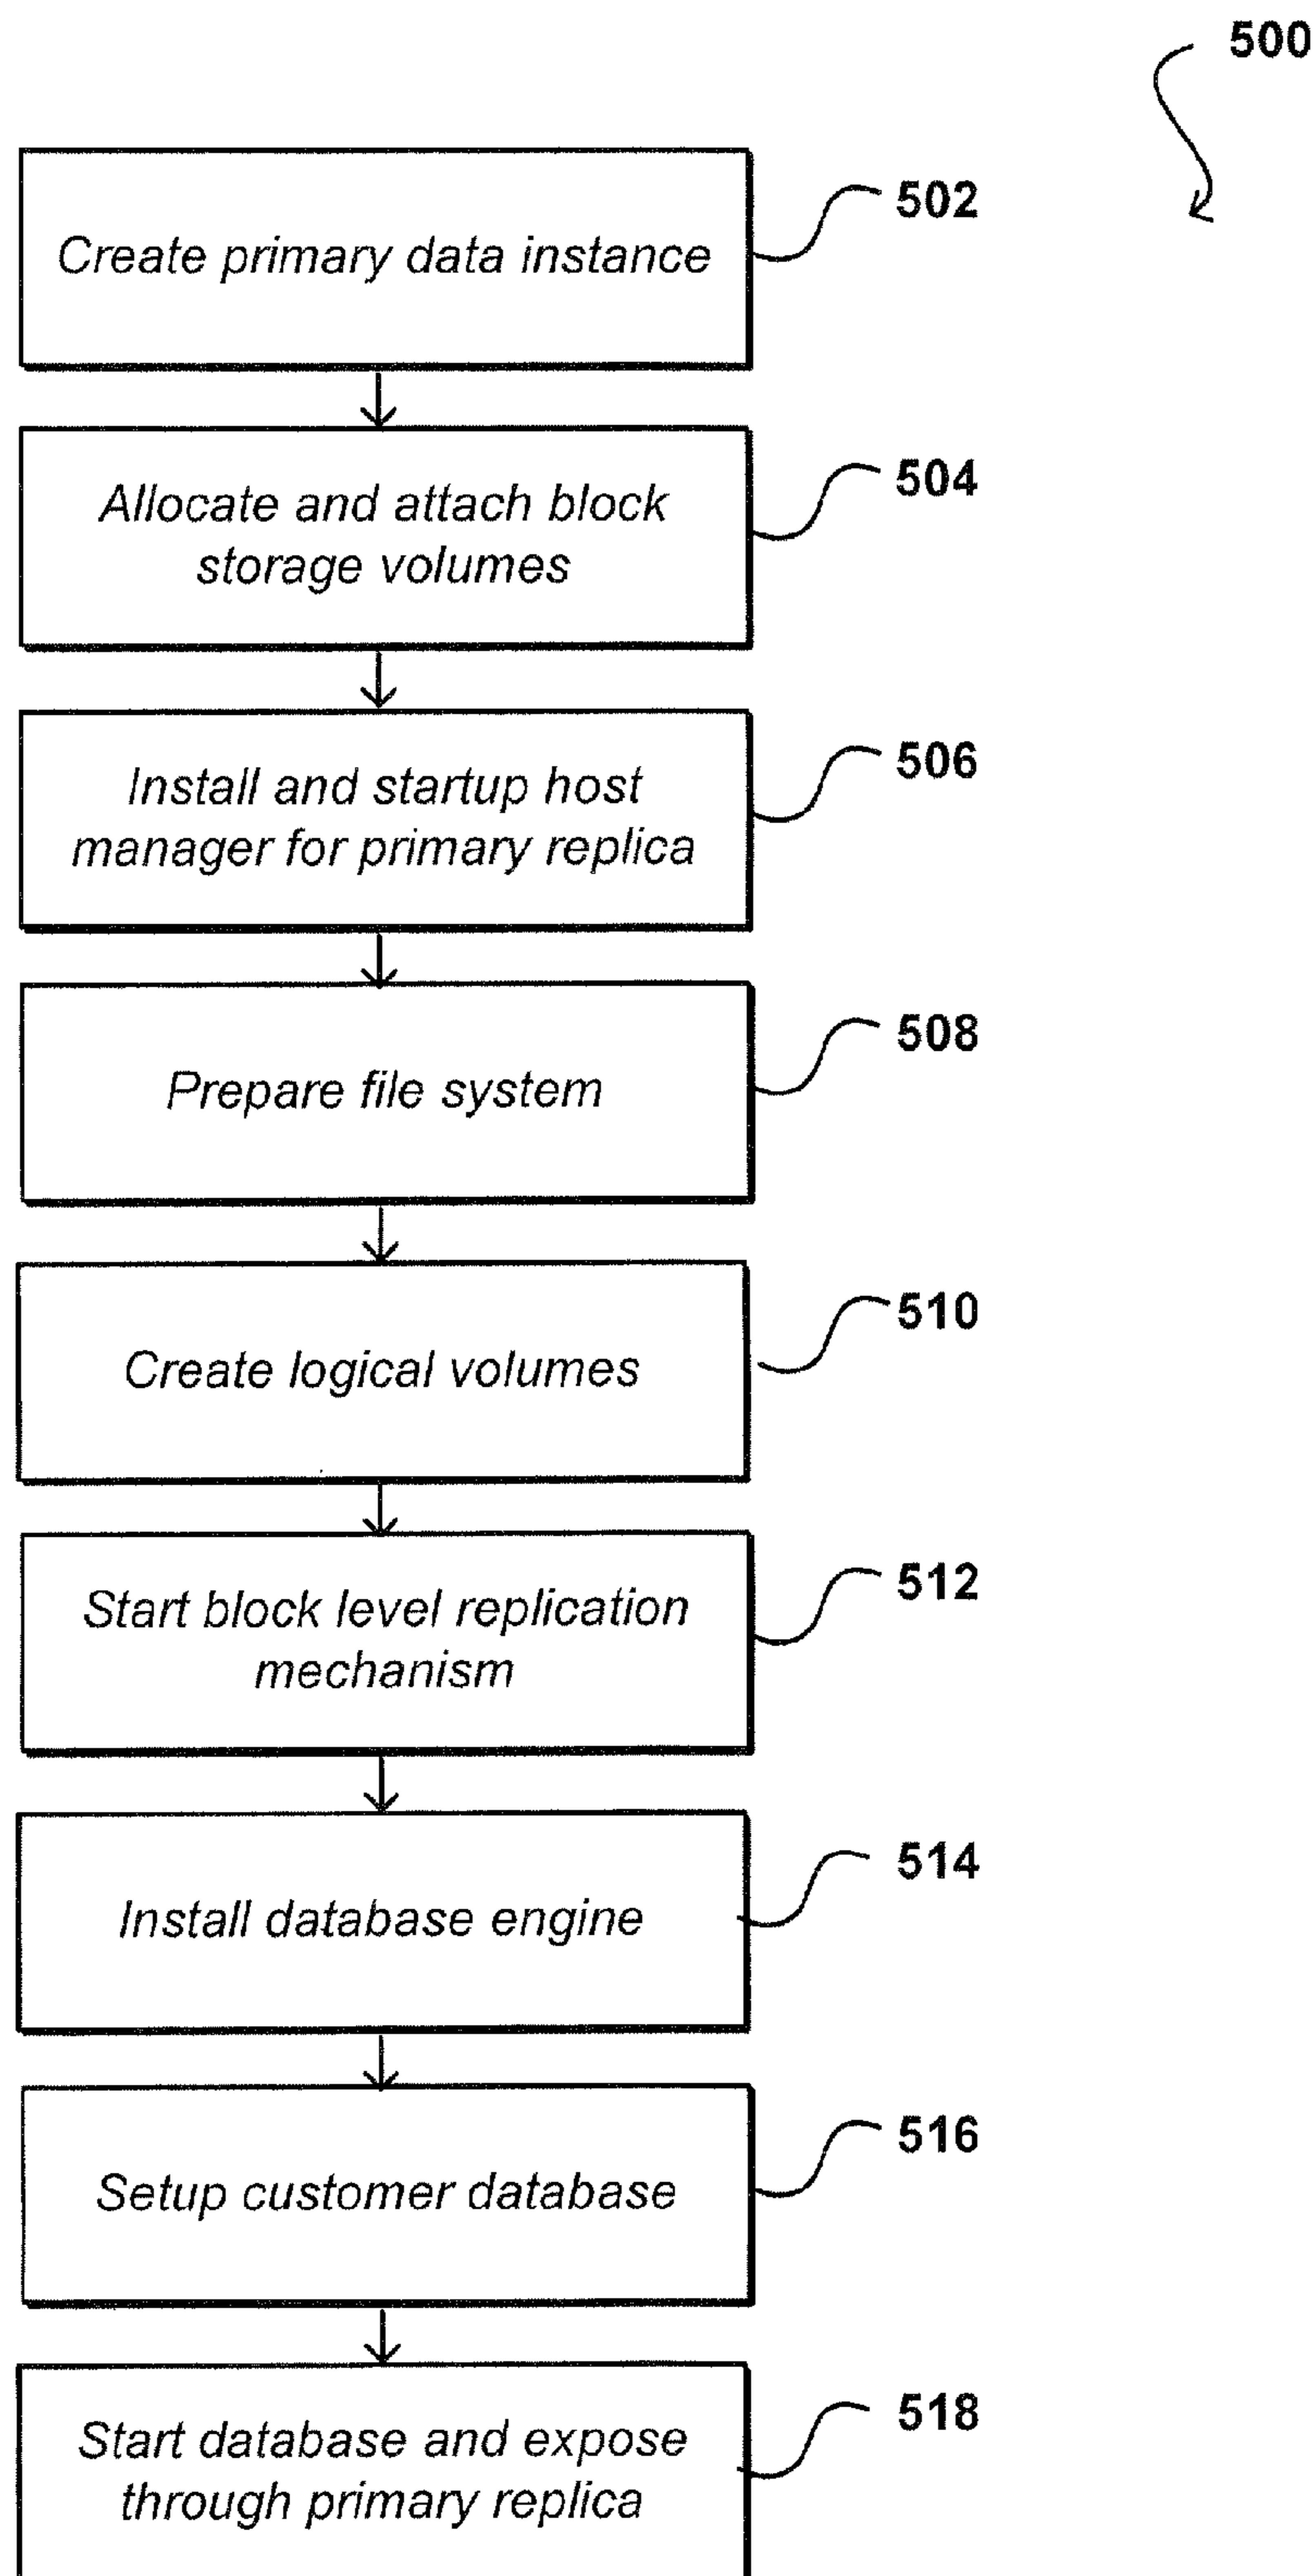 500
Create primary data instance
502
Allocate and attach block
storage volumes
504
Install and startup host
manager for primary replica
506
Prepare file system
508
Create logical volumes
510
Start block level replication
mechanism
512
Install database engine
514
Setup customer database
516
Start database and expose
through primary replica
518